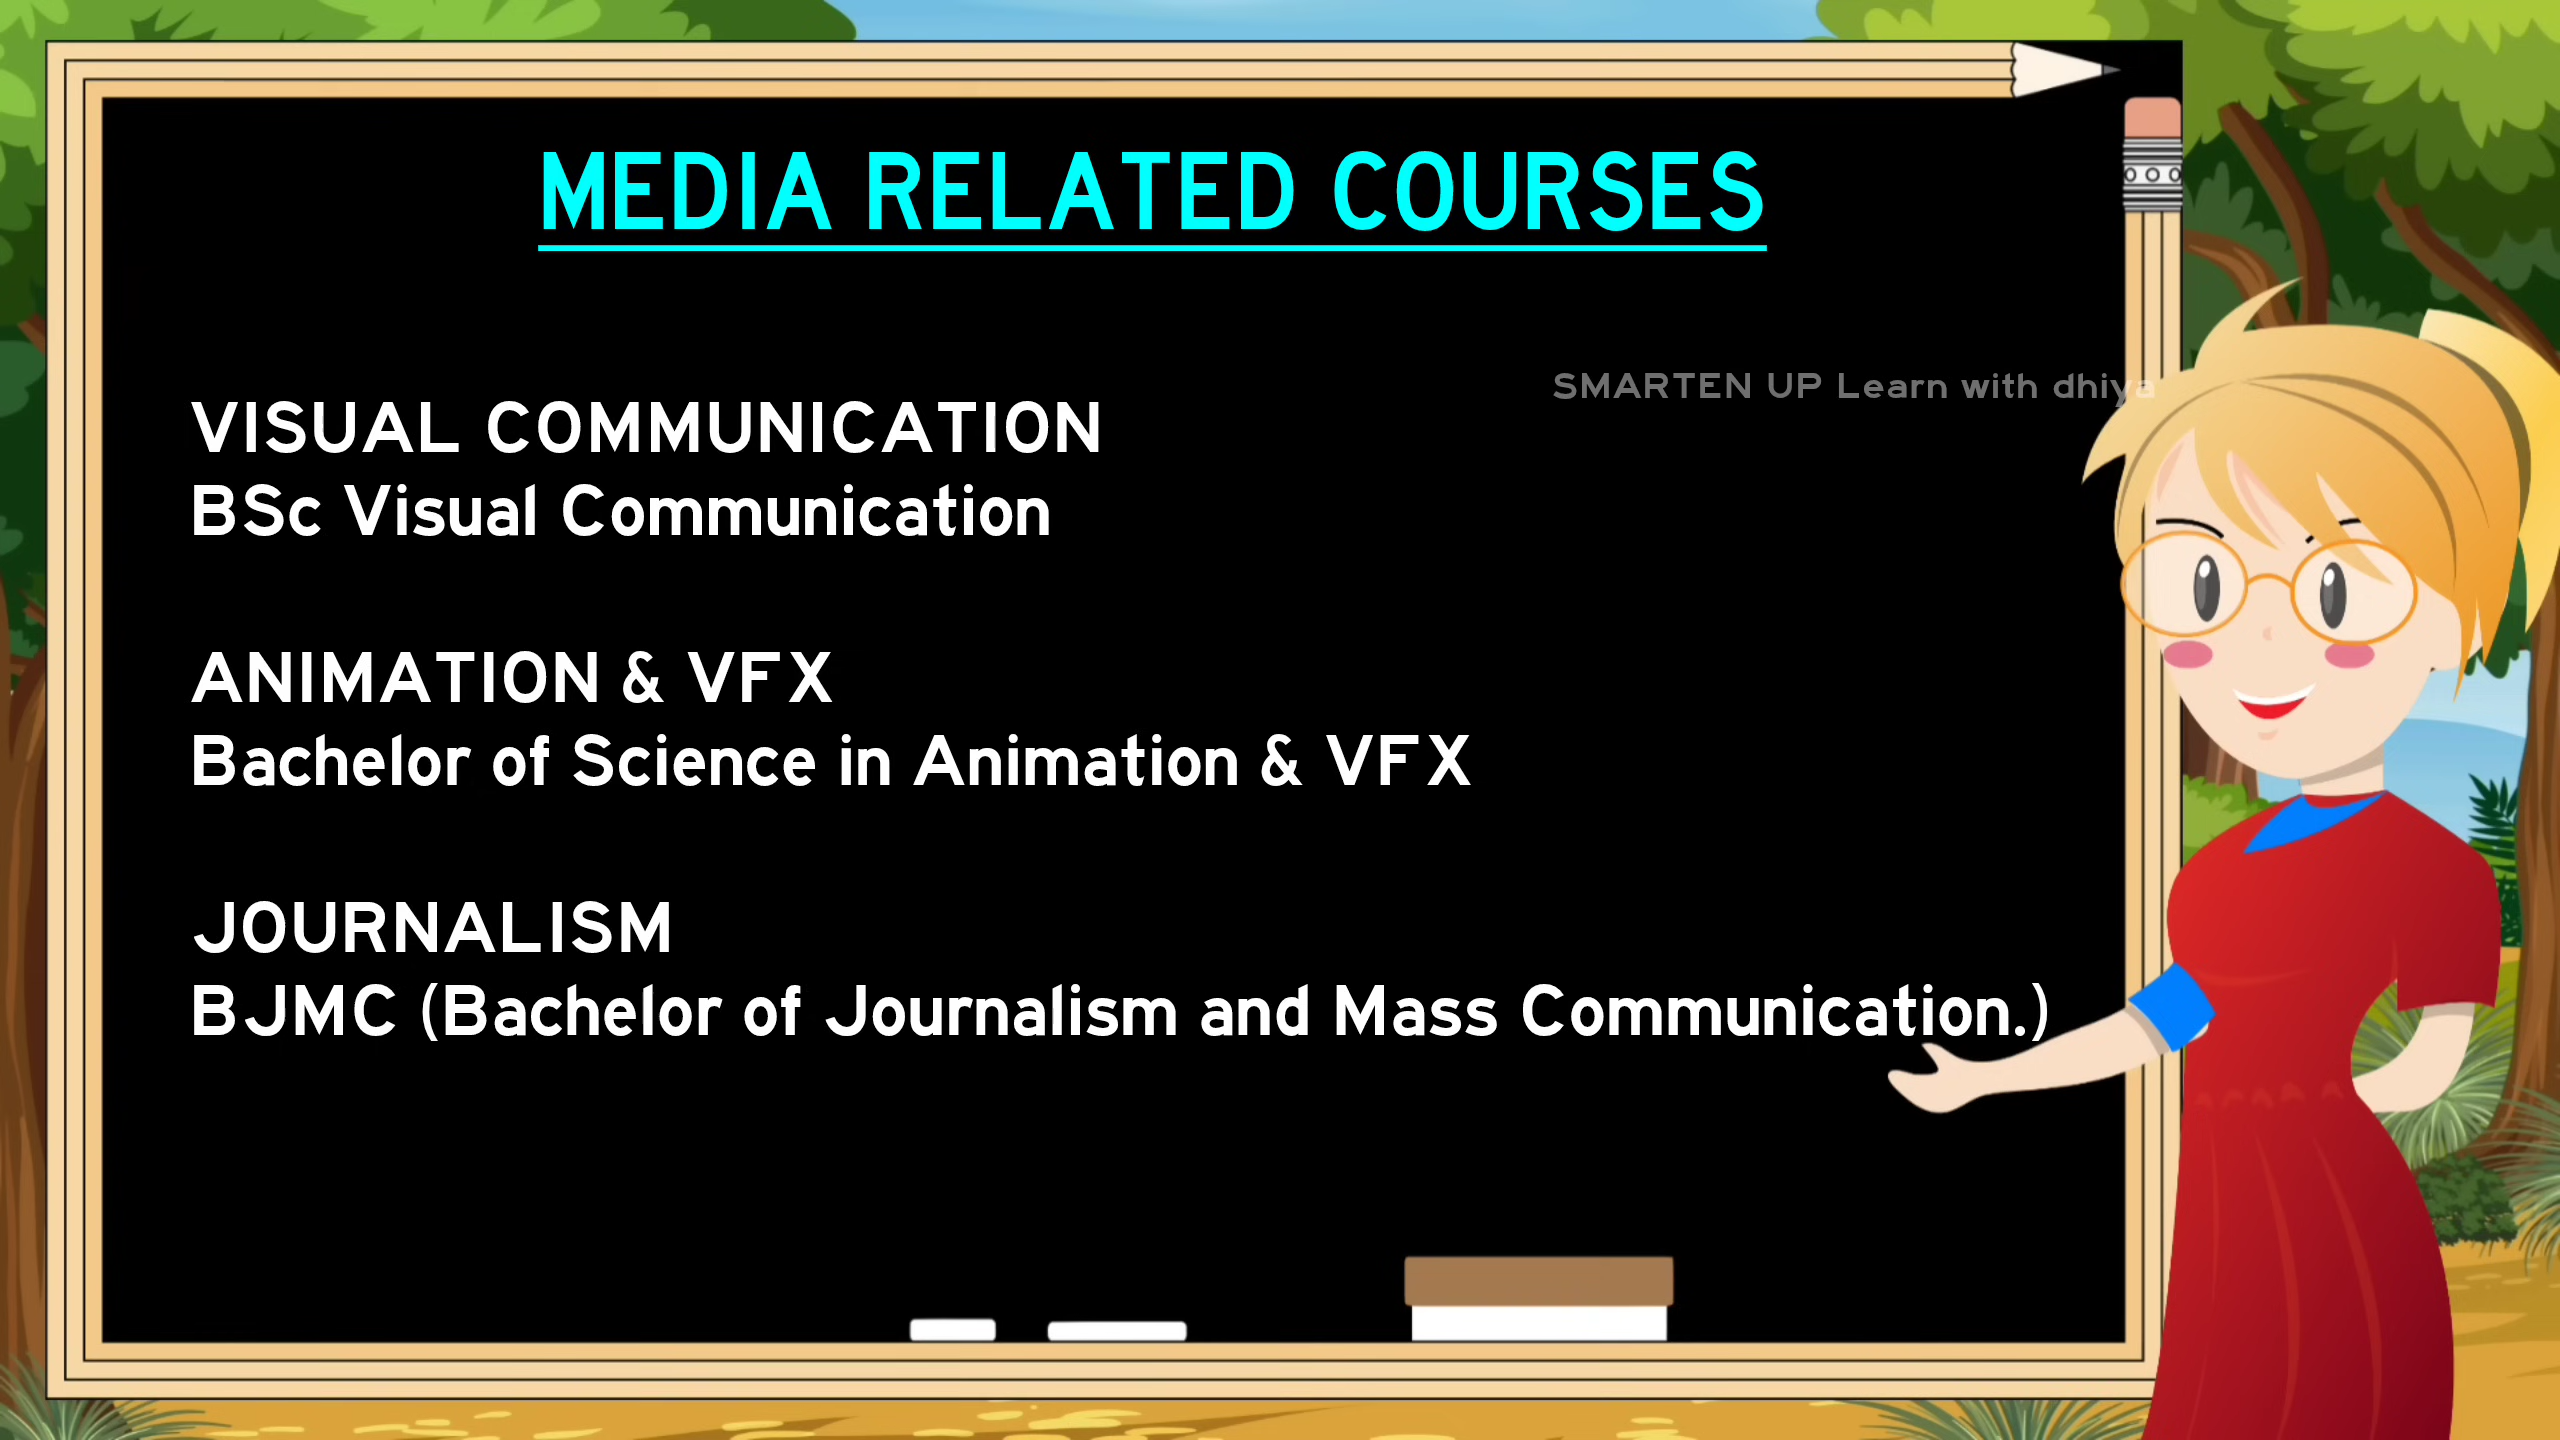 MEDIA RELATED COURSES
SMARTEN UP Learn with dhiya
VISUAL COMMUNICATION
BSc Visual Communication
ANIMATION & VFX
Bachelor of Science in Animation & VFX
JOURNALISM
BJMC (Bachelor of Journalism and Mass Communication.)